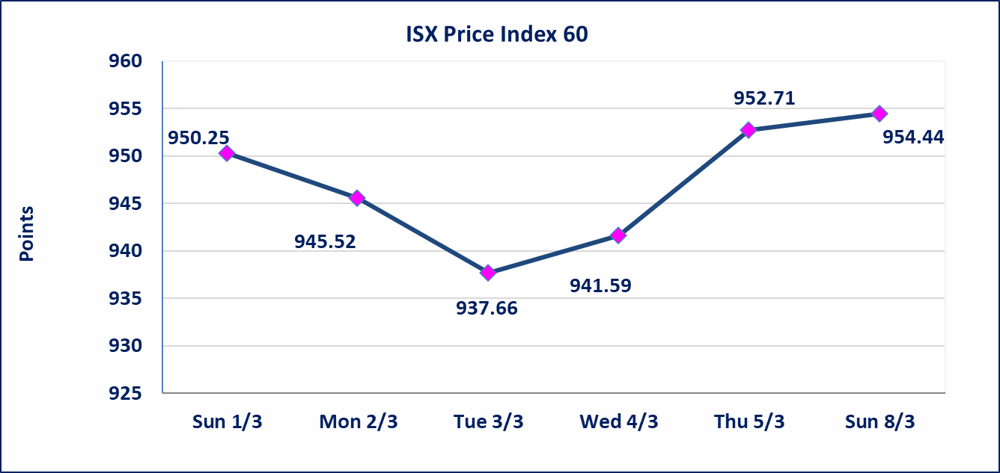 ISX Price Index 60
Points
960
955
950
945
940
935
930
925
950.25
945.52
937.66
941.59
952.71
954.44
Sun 1/3
Mon 2/3
Tue 3/3
Wed 4/3
Thu 5/3
Sun 8/3